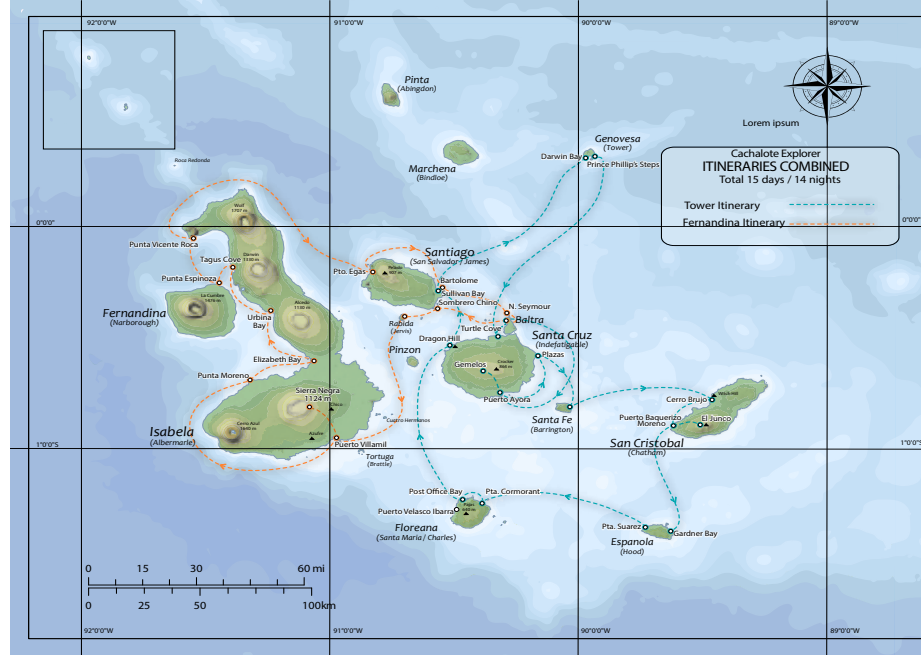 92°0'0"W
91°0'0"W
90°0'0"W
89°0'0"W
Pinta
(Abingdon)
Lorem ipsum
Genovesa
(Tower)
Darwin Bay
Prince Phillip's Steps
Cachalote Explorer
ITINERARIES COMBINED
Total 15 days / 14 nights
Tower Itinerary
Fernandina Itinerary
Roca Redonda
Marchena
(Bindloe)
Wolf
1707 m
0°0'0"
0°0'0"
Punta Vicente Roca
Tagus Cove
Darwin
Punta Espinoza
Santiago
(San Salvador / James)
Pto. Egas
Bartolome
Sullivan Bay
Sombrero Chino
Fernandina
(Narborough)
La Cumbre
Alcedo
Urbina
Bay
Rabida
(Jervis)
N. Seymour
Baltra
Turtle Cove
Santa Cruz
(Indefatigable)
Dragon Hill
Pinzon
Plazas
Elizabeth Bay
Gemelos
Crocker
Punta Moreno
Sierra Negra
1124 m
Puerto Ayora
Cerro Brujo
Santa Fe
(Barrington)
Cuatro Hermanos
Puerto Baquerizo
Moreno
El Junco
Isabela
(Albermarle)
Cerro Azul
Puerto Villamil
San Cristobal
(Chatham)
1°0'0"S
1°0'0"S
Tortuga
(Brattle)
Post Office Bay
Pta. Cormorant
Puerto Velasco Ibarra
Floreana
(Santa Maria / Charles)
Pta. Suarez
Gardner Bay
Espanola
(Hood)
0 15 30 60 mi
0 25 50 100km
92°0'0"W
91°0'0"W
90°0'0"W
89°0'0"W